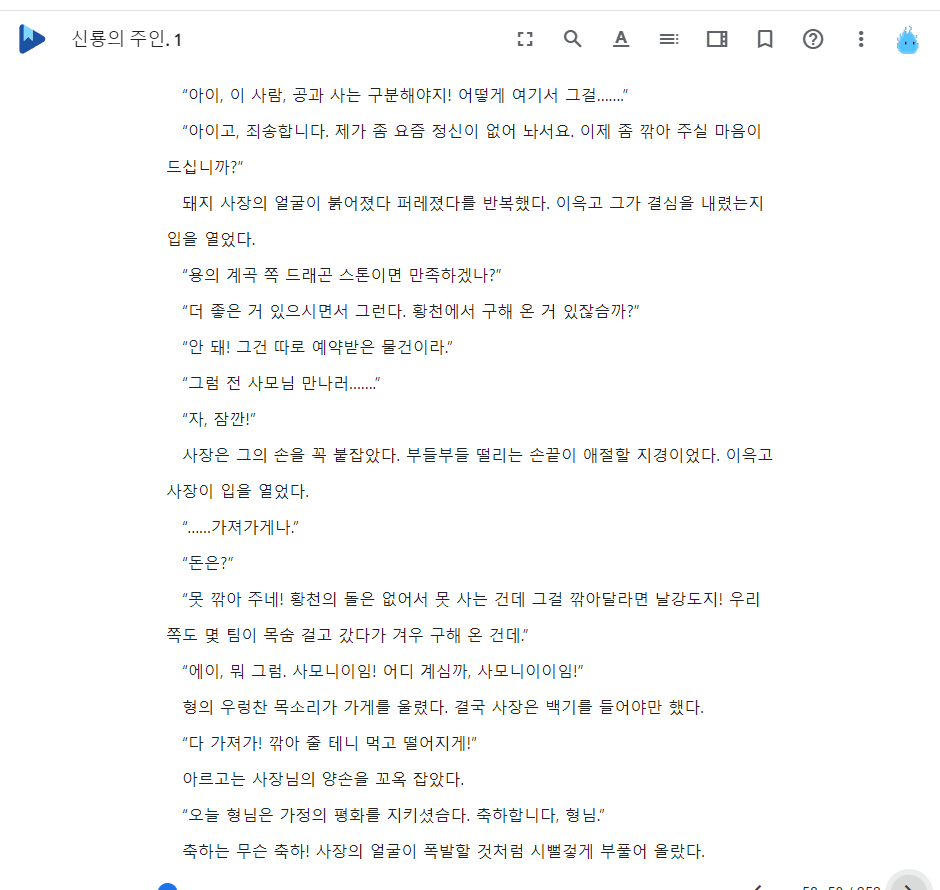 신룡의 주인. 1
“아이, 이 사람, 공과 사는 구분해야지! 어떻게 여기서 그걸…….”
“아이고, 죄송합니다. 제가 좀 요즘 정신이 없어 놔서요. 이제 좀 깎아 주실 마음이
드십니까?”
돼지 사장의 얼굴이 붉어졌다 퍼레졌다를 반복했다. 이윽고 그가 결심을 내렸는지
입을 열었다.
“용의 계곡 쪽 드래곤 스톤이면 만족하겠나?”
“더 좋은 거 있으시면서 그런다. 황천에서 구해 온 거 있잖슴까?”
“안 돼! 그건 따로 예약받은 물건이라.”
“그럼 전 사모님 만나러…….”
“자, 잠깐!”
사장은 그의 손을 꼭 붙잡았다. 부들부들 떨리는 손끝이 애절할 지경이었다. 이윽고
사장이 입을 열었다.
“……가져가게나.”
“돈은?”
“못 깎아 주네! 황천의 돌은 없어서 못 사는 건데 그걸 깎아달라면 날강도지! 우리
쪽도 몇 팀이 목숨 걸고 갔다가 겨우 구해 온 건데.”
“에이, 뭐 그럼. 사모니이임! 어디 계심까, 사모니이이임!”
형의 우렁찬 목소리가 가게를 울렸다. 결국 사장은 백기를 들어야만 했다.
“다 가져가! 깎아 줄 테니 먹고 떨어지게!”
아르고는 사장님의 양손을 꼬옥 잡았다.
“오늘 형님은 가정의 평화를 지키셨슴다. 축하합니다, 형님.”
축하는 무슨 축하! 사장의 얼굴이 폭발할 것처럼 시뻘겋게 부풀어 올랐다.